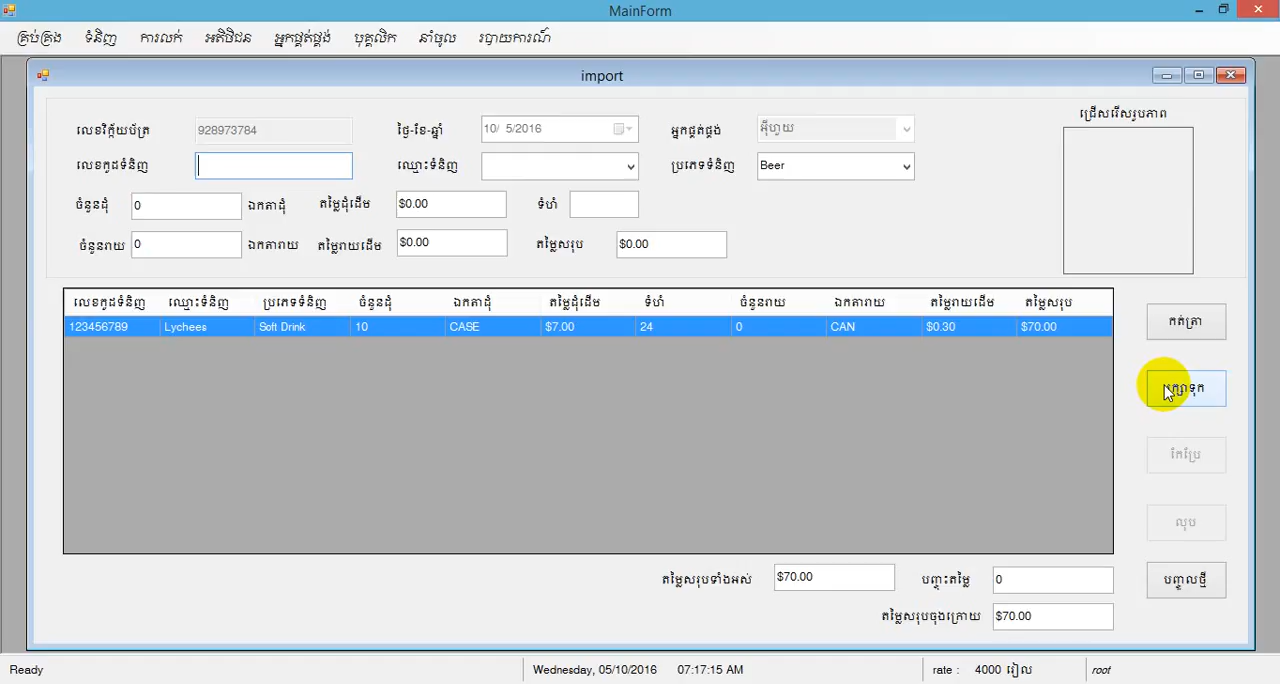 MainForm
គ្រប់គ្រង ទំនិញ ការលក់ អតិថិជន អ្នកផ្គត់ផ្គង់ បុគ្គលិក នាំចូល របាយការណ៍
import
លេខវិក្ក័យប័ត្រ 928973784 ថ្ងៃ-ខែ-ឆ្នាំ 10/ 5/2016 អ្នកផ្គត់ផ្គង់ អ៊ីហួយ ជ្រើសរើសរូបភាព
លេខកូដទំនិញ ឈ្មោះទំនិញ ប្រភេទទំនិញ Beer
ចំនួនដុំ 0 ឯកតាដុំ តម្លៃដុំដើម $0.00 ទំហំ
ចំនួនរាយ 0 ឯកតារាយ តម្លៃរាយដើម $0.00 តម្លៃសរុប $0.00
លេខកូដទំនិញ ឈ្មោះទំនិញ ប្រភេទទំនិញ ចំនួនដុំ ឯកតាដុំ តម្លៃដុំដើម ទំហំ ចំនួនរាយ ឯកតារាយ តម្លៃរាយដើម តម្លៃសរុប
123456789 Lychees Soft Drink 10 CASE $7.00 24 0 CAN $0.30 $70.00
កត់ត្រា
រក្សាទុក
កែប្រែ
លុប
តម្លៃសរុបទាំងអស់ $70.00 បញ្ចុះតម្លៃ 0 បញ្ចូលថ្មី
តម្លៃសរុបចុងក្រោយ $70.00
Ready Wednesday, 05/10/2016 07:17:15 AM rate : 4000 រៀល root